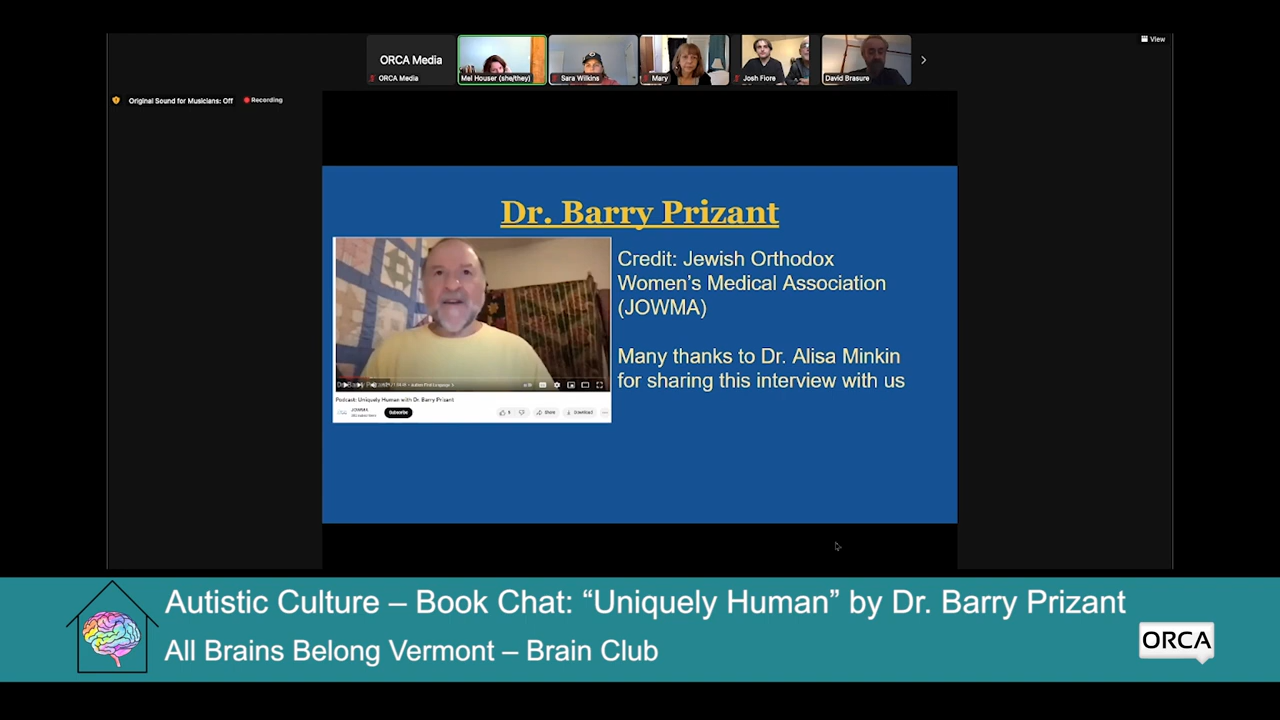 View
ORCA Media
ORCA Media
Mel Houser (she/they)
Sara Wilkins
Mary
Josh Fiore
David Brasure
Original Sound for Musicians: Off
Recording
Dr. Barry Prizant
Credit: Jewish Orthodox
Women's Medical Association
(JOWMA)
Many thanks to Dr. Alisa Minkin
for sharing this interview with us
Podcast: Uniquely Human with Dr. Barry Prizant
JOWMA
Subscribe
Share
Download
Autistic Culture – Book Chat: “Uniquely Human” by Dr. Barry Prizant
All Brains Belong Vermont – Brain Club
ORCA